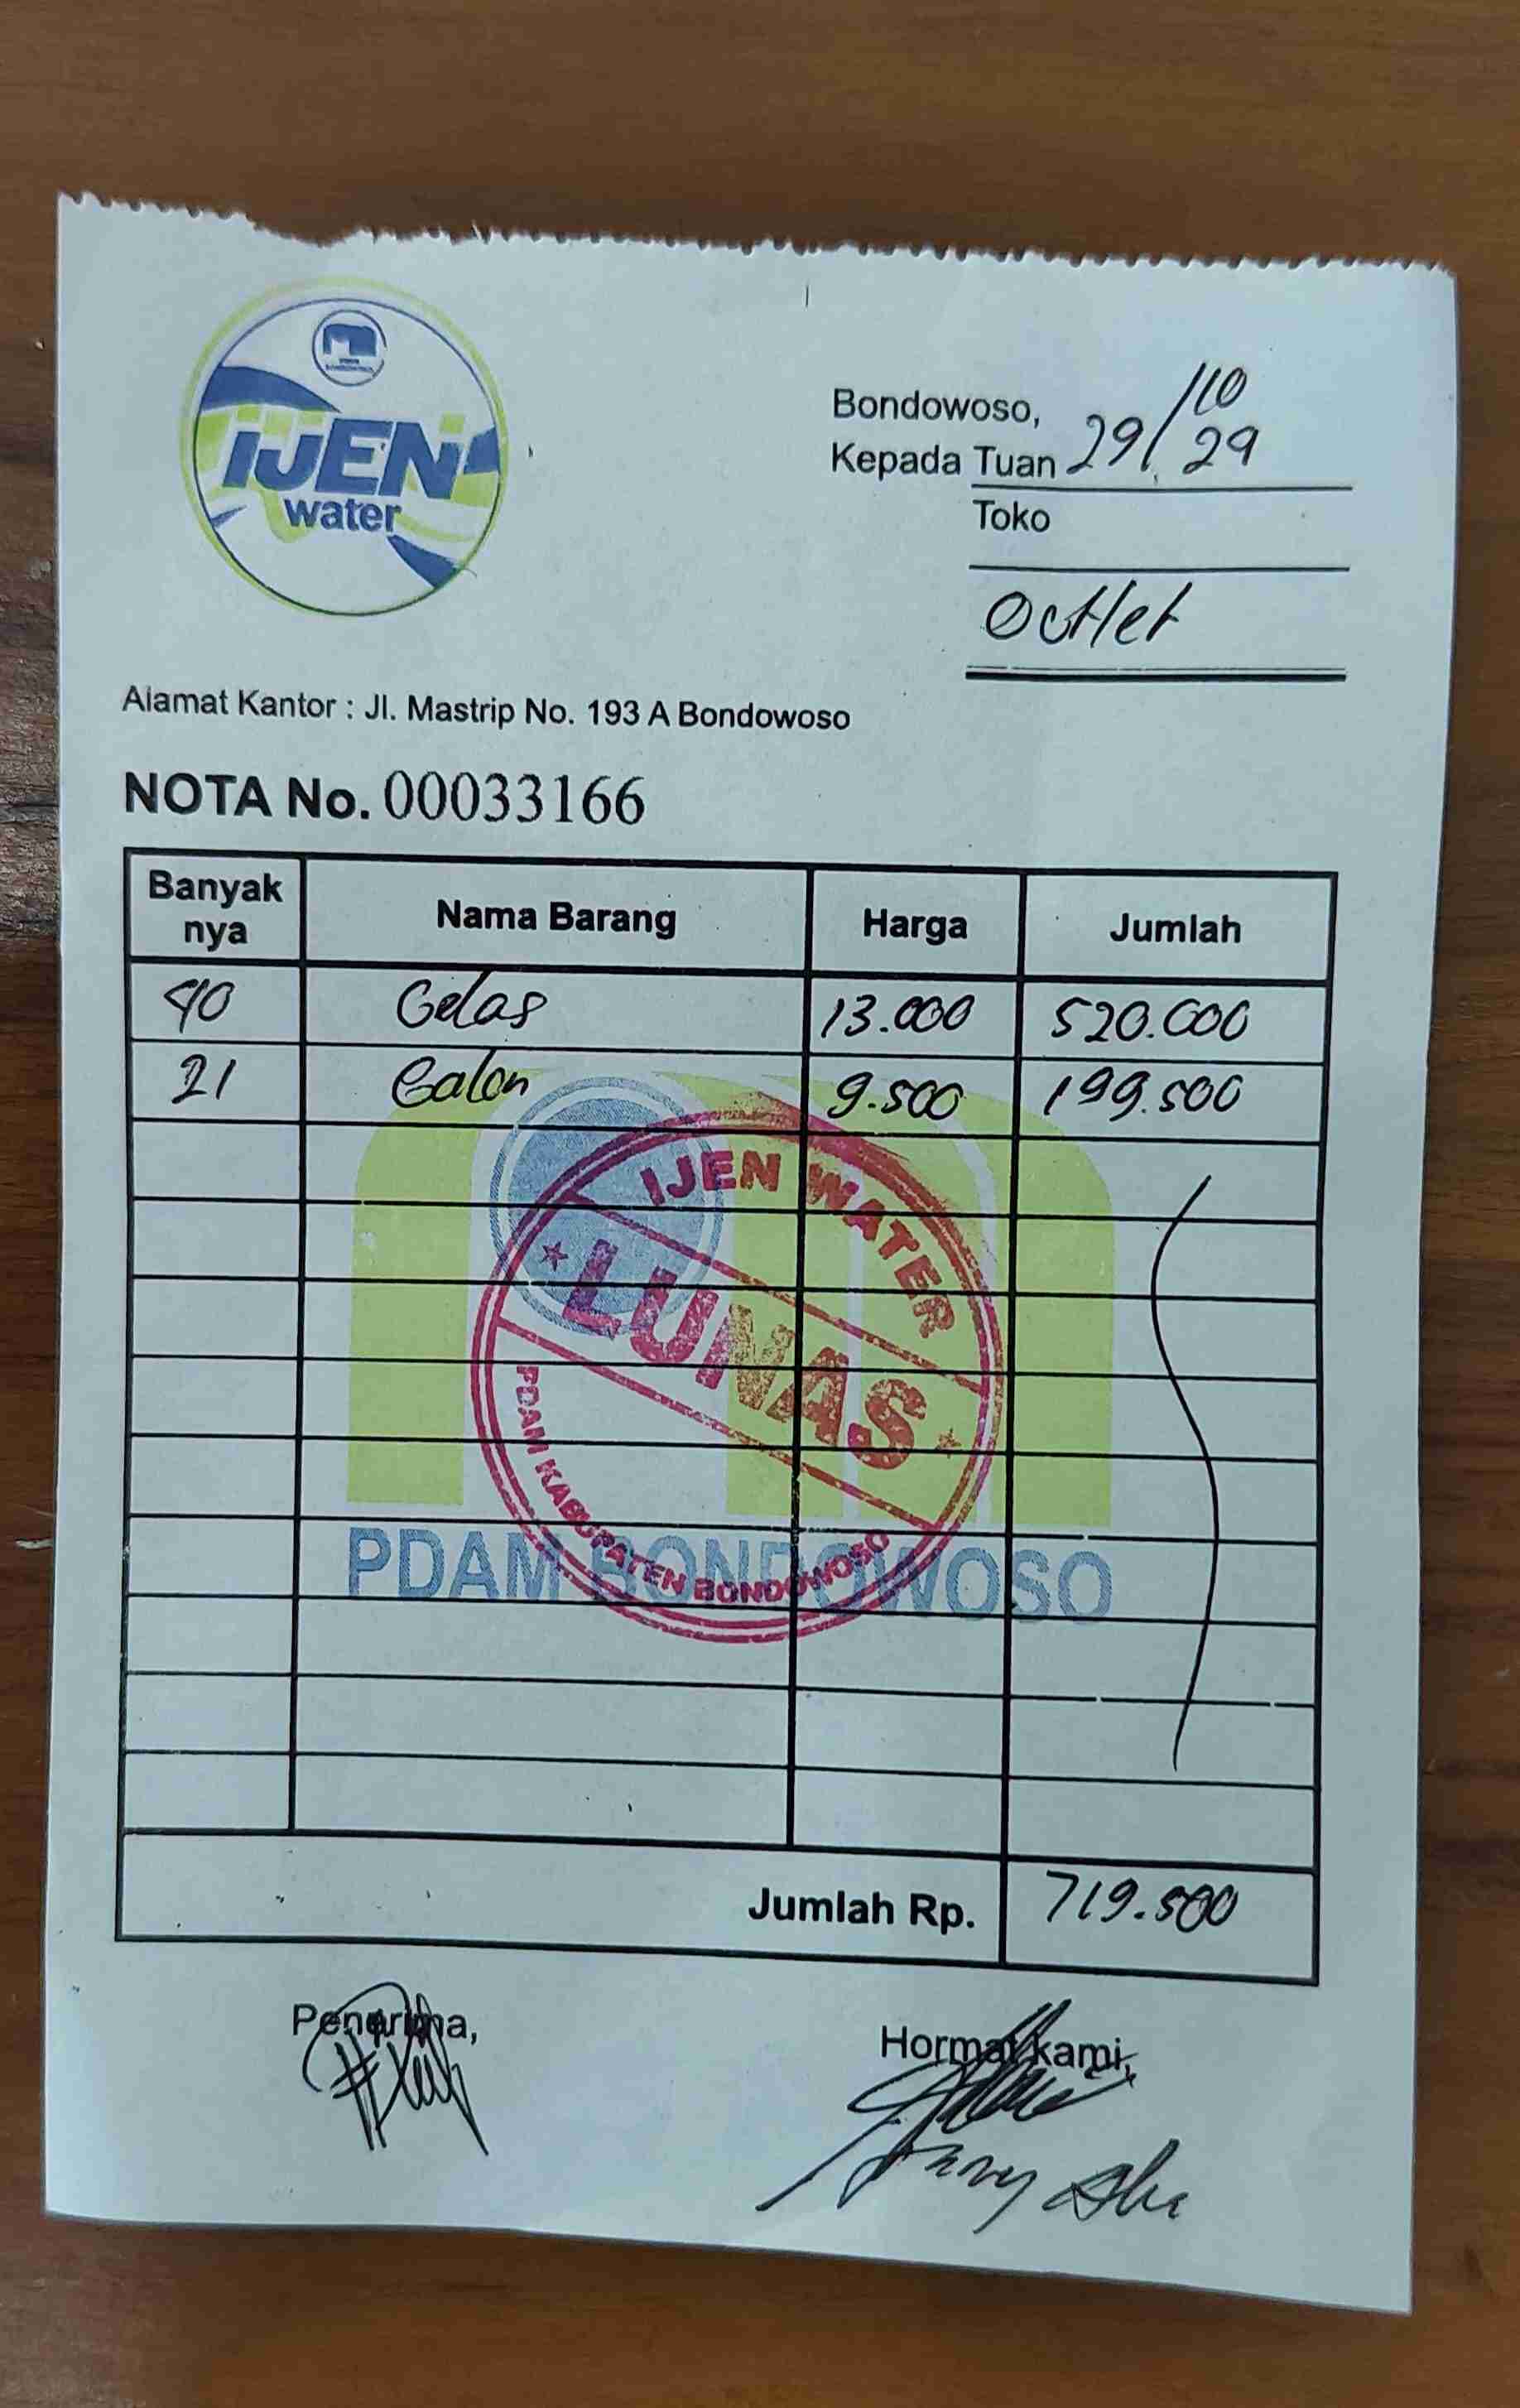 IJEN
water
Bondowoso, 29/10
Kepada Tuan 29
Toko
Outlet
Alamat Kantor : Jl. Mastrip No. 193 A Bondowoso
NOTA No. 00033166
Banyak nya Nama Barang Harga Jumlah
40 Gelas 13.000 520.000
21 Galon 9.500 199.500
IJEN WATER
LUNAS
PDAM KABUPATEN BONDOWOSO
PDAM BONDOWOSO
Jumlah Rp. 719.500
Penerima, Hormat kami,